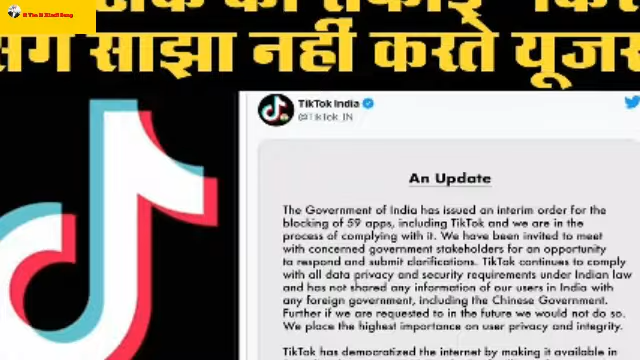 संग साझा नहीं करते यूजर
TikTok India
@TikTok_IN
An Update
The Government of India has issued an interim order for the
blocking of 59 apps, including TikTok and we are in the
process of complying with it. We have been invited to meet
with concerned government stakeholders for an opportunity
to respond and submit clarifications. TikTok continues to comply
with all data privacy and security requirements under Indian law
and has not shared any information of our users in India with
any foreign government, including the Chinese Government.
Further if we are requested to in the future we would not do so.
We place the highest importance on user privacy and integrity.
TikTok has democratized the internet by making it available in